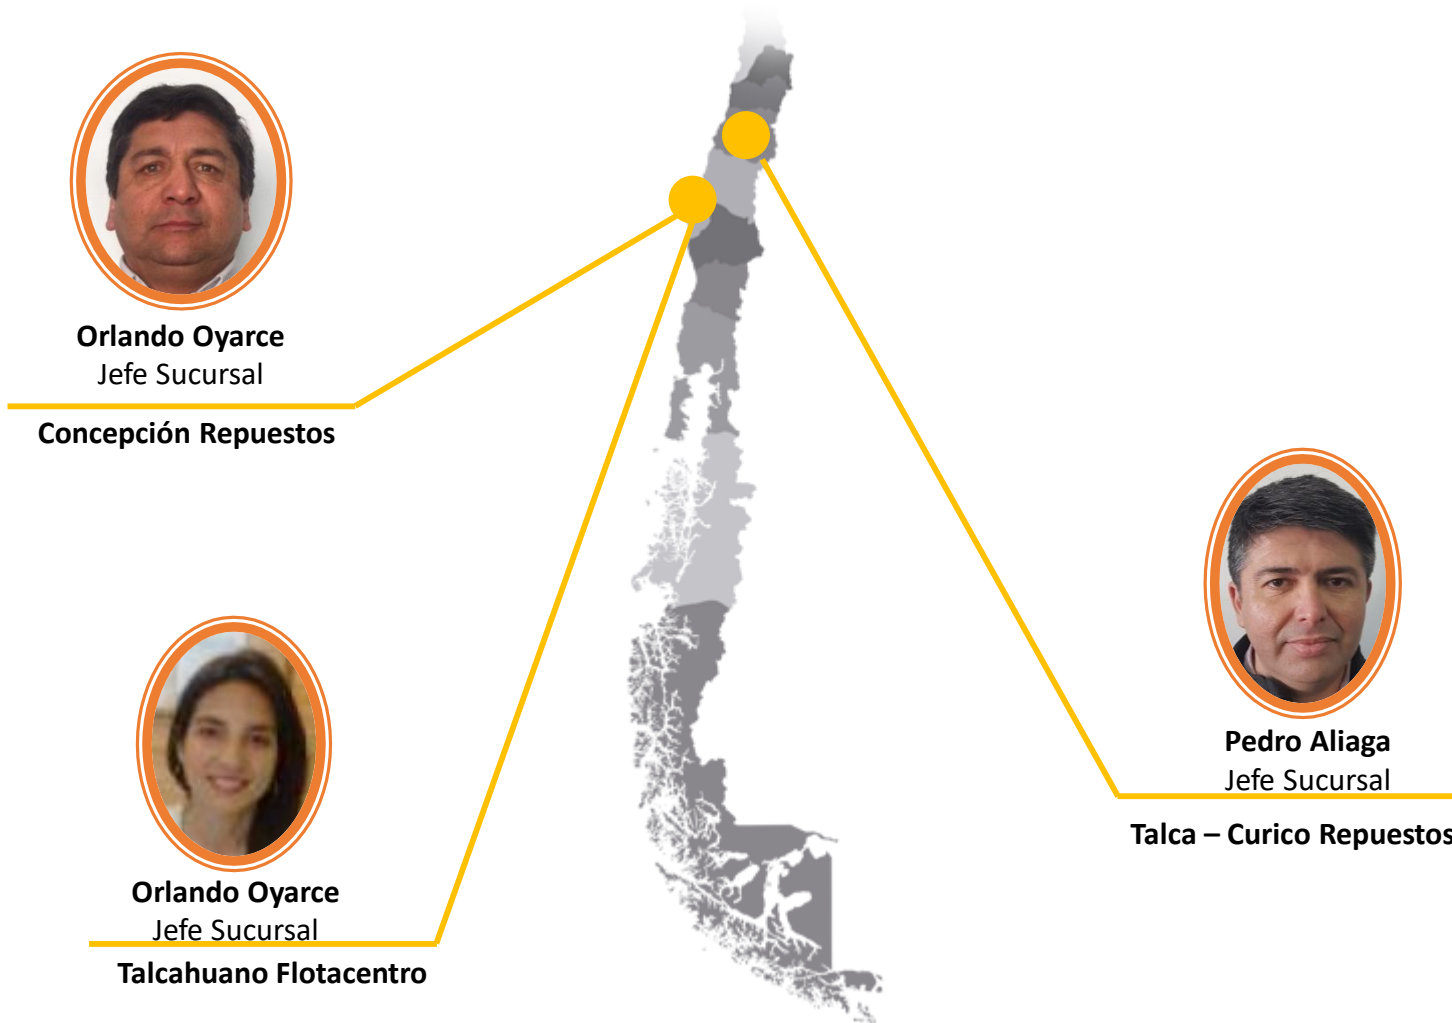 Orlando Oyarce
Jefe Sucursal
Concepción Repuestos
Orlando Oyarce
Jefe Sucursal
Talcahuano Flotacentro
Pedro Aliaga
Jefe Sucursal
Talca – Curico Repuestos